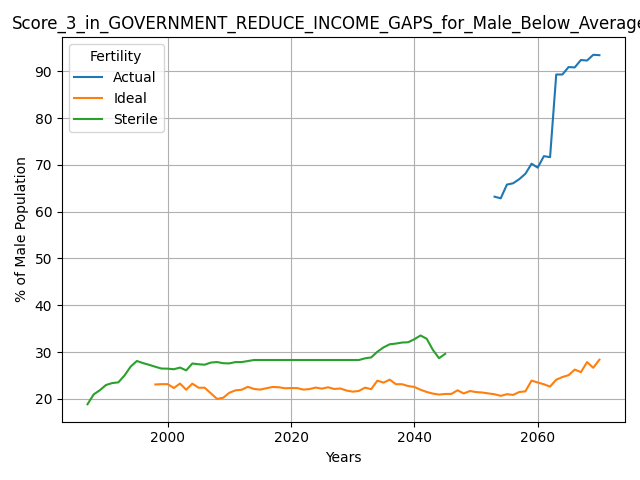 Score_3_in_GOVERNMENT_REDUCE_INCOME_GAPS_for_Male_Below_Average
Fertility
Actual
Ideal
Sterile
% of Male Population
90
80
70
60
50
40
30
20
2000
2020
2040
2060
Years